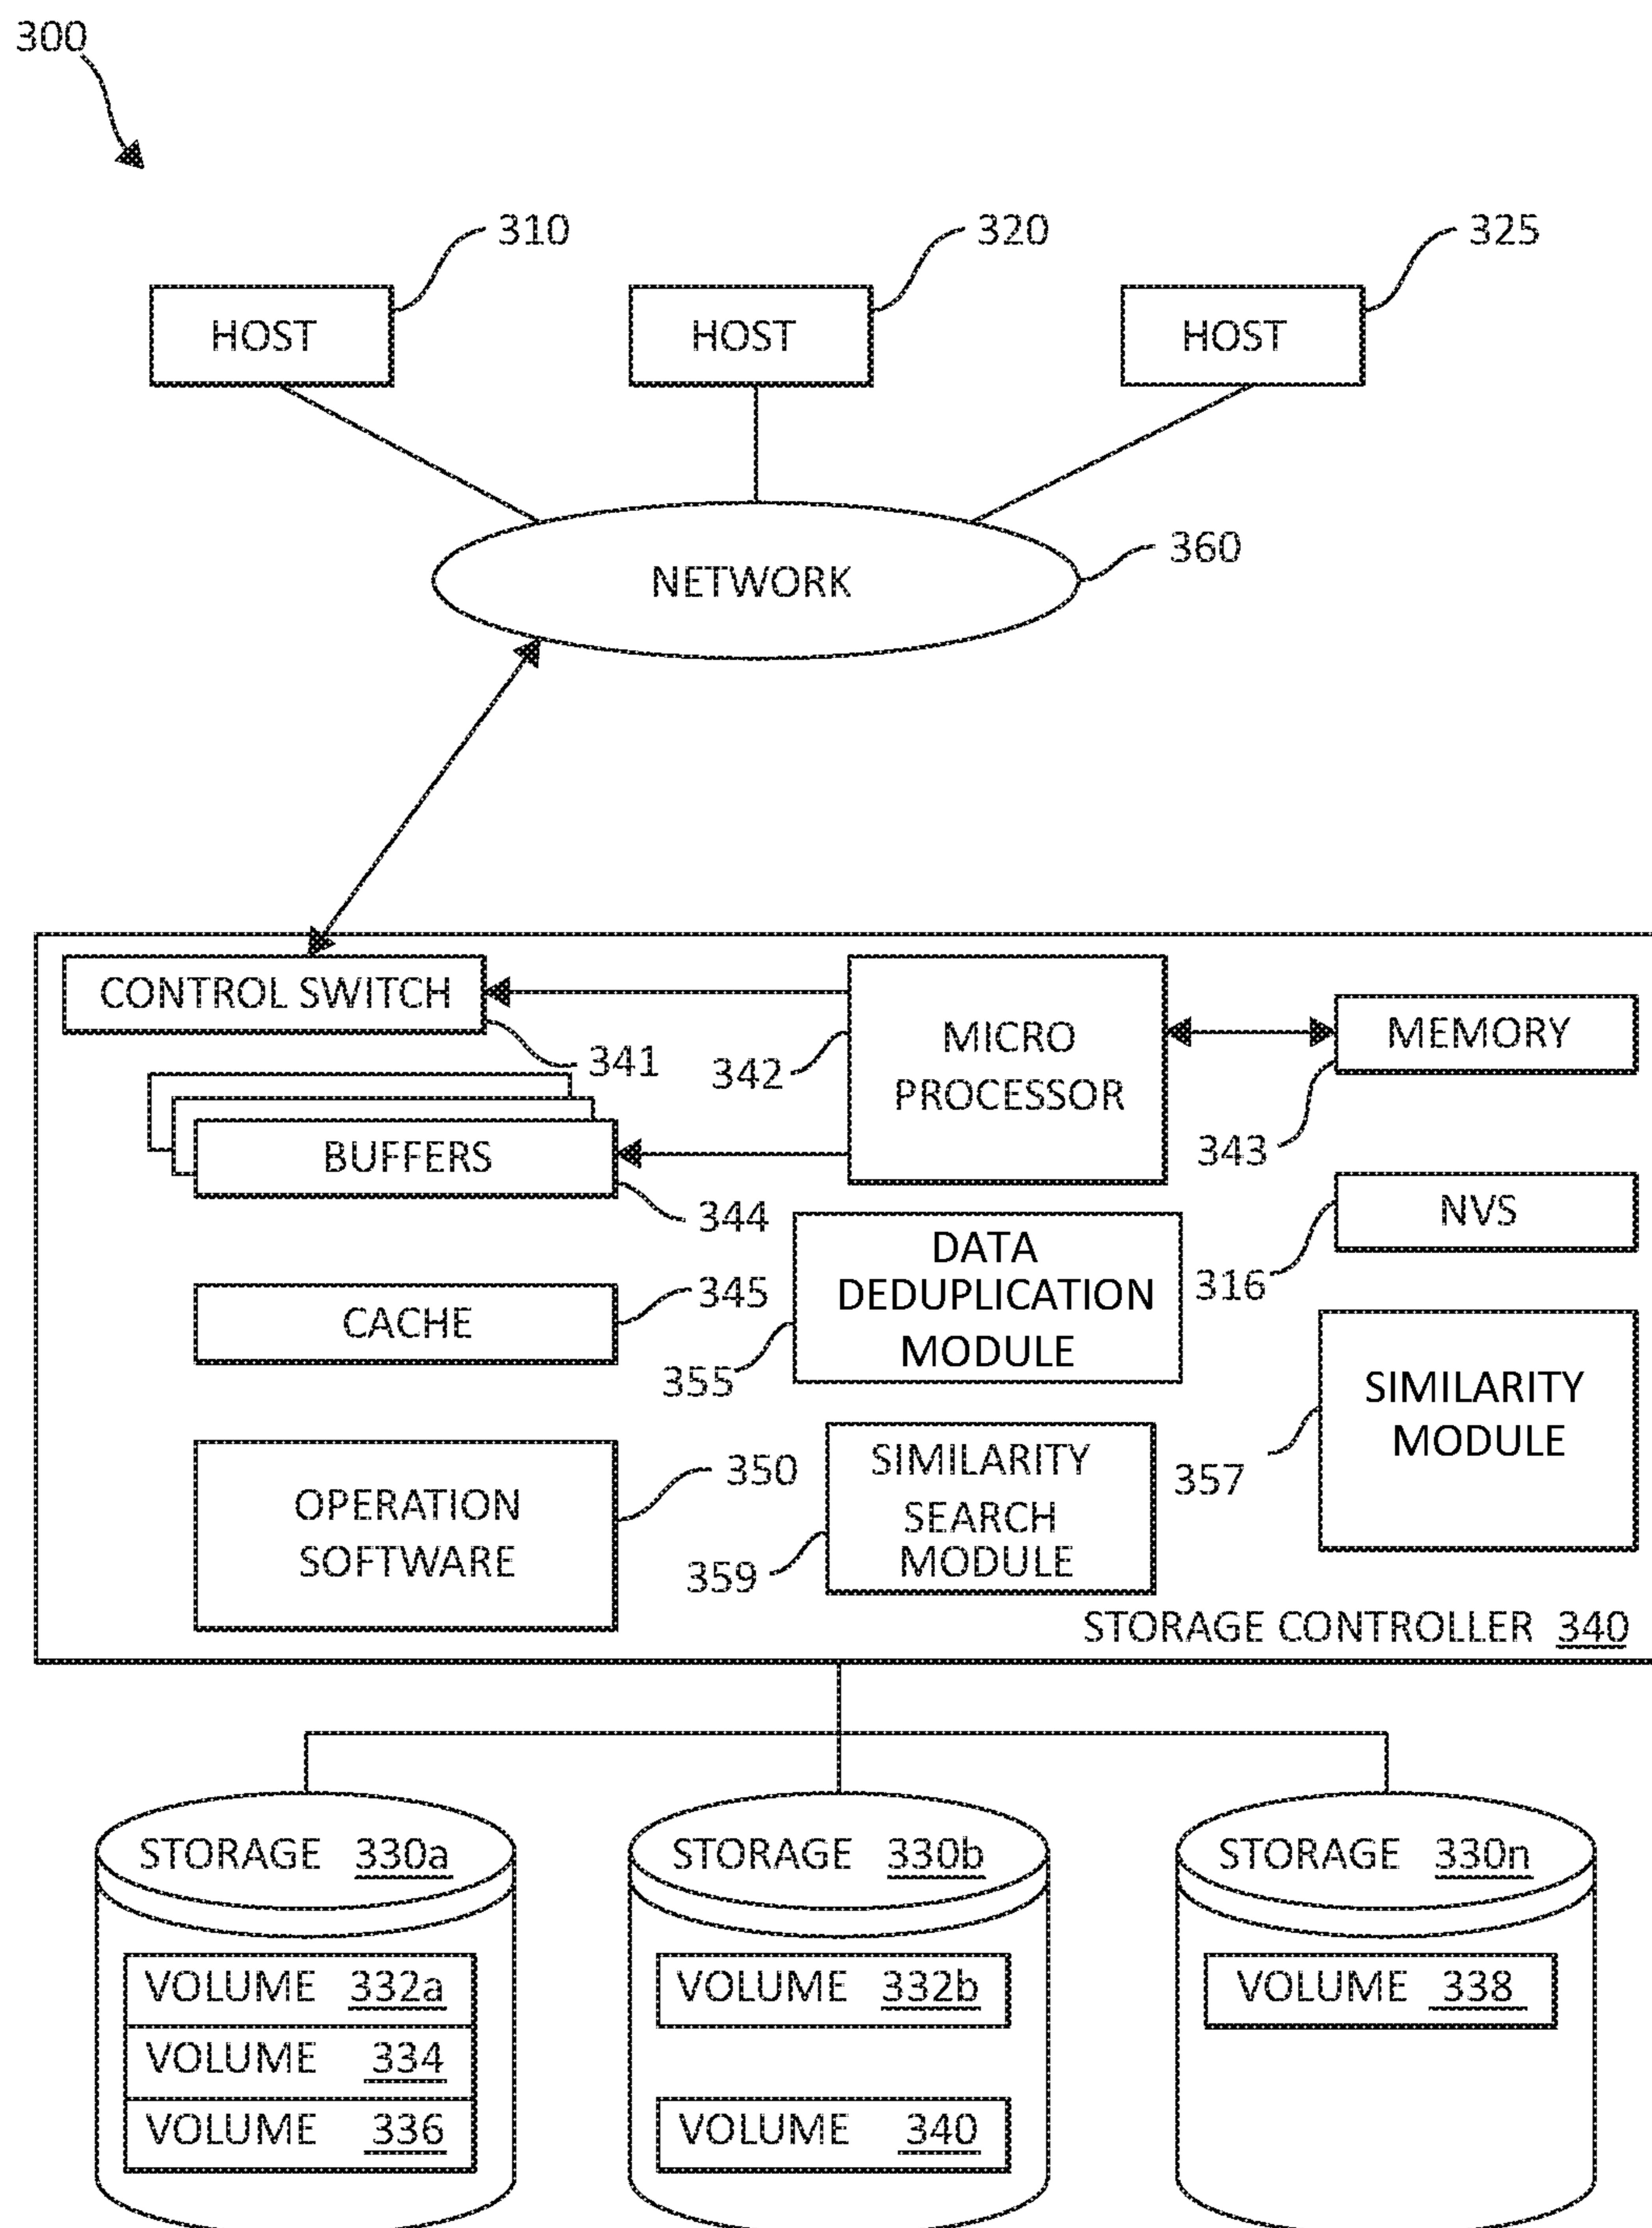 300
310
320
325
HOST
HOST
HOST
360
NETWORK
CONTROL SWITCH
341
342
MICRO
PROCESSOR
MEMORY
343
BUFFERS
344
NVS
316
DATA
DEDUPLICATION
MODULE
355
CACHE
345
SIMILARITY
MODULE
357
OPERATION
SOFTWARE
350
SIMILARITY
SEARCH
MODULE
359
STORAGE CONTROLLER 340
STORAGE 330a
STORAGE 330b
STORAGE 330n
VOLUME 332a
VOLUME 334
VOLUME 336
VOLUME 332b
VOLUME 340
VOLUME 338